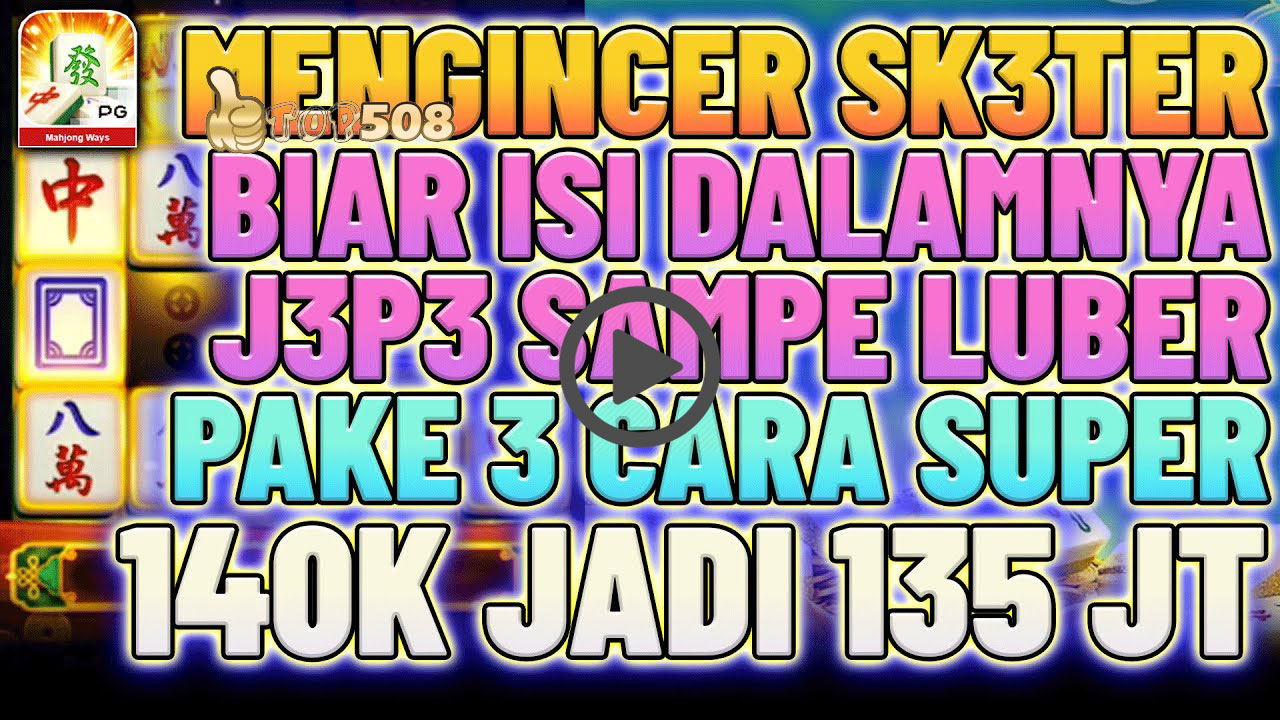 發
PG
Mahjong Ways
MENGINCER SK3TER
TOP508
BIAR ISI DALAMNYA
J3P3 SAMPE LUBER
PAKE 3 CARA SUPER
140K JADI 135 JT
中
八
萬
八
萬